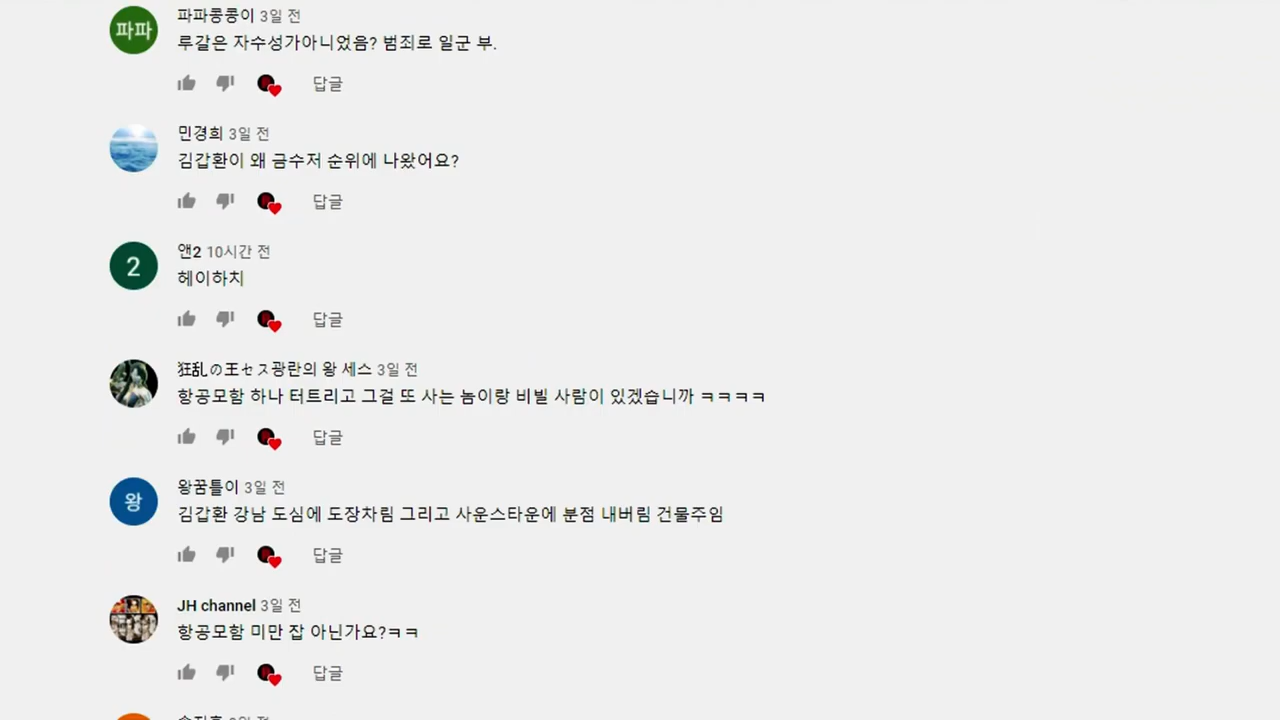 파파
파파콩콩이 3일 전
루갈은 자수성가아니었음? 범죄로 일군 부.
답글
민경희 3일 전
김갑환이 왜 금수저 순위에 나왔어요?
답글
2
앤2 10시간 전
헤이하치
답글
狂乱の王セス광란의 왕 세스 3일 전
항공모함 하나 터트리고 그걸 또 사는 놈이랑 비빌 사람이 있겠습니까 ㅋㅋㅋㅋ
답글
왕
왕꿈틀이 3일 전
김갑환 강남 도심에 도장차림 그리고 사운스타운에 분점 내버림 건물주임
답글
JH channel 3일 전
항공모함 미만 잡 아닌가요?ㅋㅋ
답글